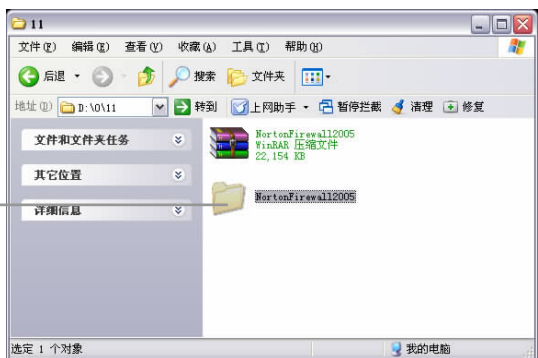 11
文件(F) 编辑(E) 查看(V) 收藏(A) 工具(T) 帮助(H)
后退 搜索 文件夹
地址(D) D:\0\11 转到 上网助手 暂停拦截 清理 修复
文件和文件夹任务
其它位置
详细信息
NortonFirewall2005
WinRAR 压缩文件
22,154 KB
NortonFirewall2005
选定 1 个对象 我的电脑